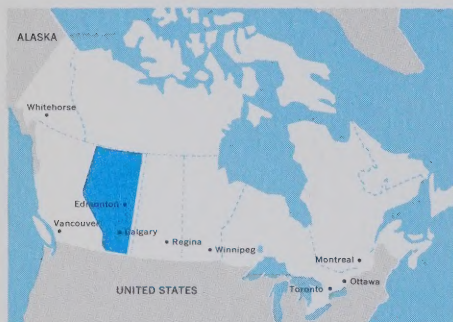 ALASKA
Whitehorse
Edmonton
Vancouver
Calgary
Regina
Winnipeg
Montreal
Ottawa
Toronto
UNITED STATES